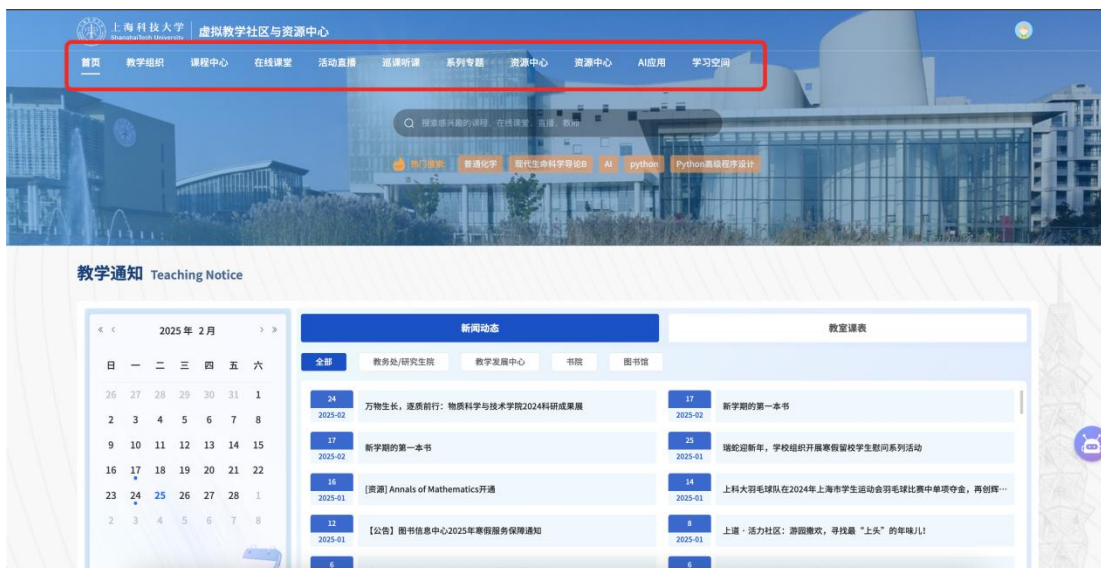 上海科技大学 虚拟教学社区与资源中心
ShanghaiTech University
首页 教学组织 课程中心 在线课堂 活动直播 巡课听课 系列专题 资源中心 资源中心 AI应用 学习空间
搜索感兴趣的课程、在线课堂、直播、教师
热门搜索: 普通化学 现代生命科学导论B AI python Python高级程序设计
教学通知 Teaching Notice
« ‹ 2025年 2月 › »
日 一 二 三 四 五 六
26 27 28 29 30 31 1
2 3 4 5 6 7 8
9 10 11 12 13 14 15
16 17 18 19 20 21 22
23 24 25 26 27 28 1
2 3 4 5 6 7 8
新闻动态 教室课表
全部 教务处/研究生院 教学发展中心 书院 图书馆
24
2025-02
万物生长,逐质前行:物质科学与技术学院2024科研成果展
17
2025-02
新学期的第一本书
17
2025-02
新学期的第一本书
25
2025-01
瑞蛇迎新年,学校组织开展寒假留校学生慰问系列活动
16
2025-01
[资源] Annals of Mathematics开通
14
2025-01
上科大羽毛球队在2024年上海市学生运动会羽毛球比赛中单项夺金,再创辉…
12
2025-01
【公告】图书信息中心2025年寒假服务保障通知
8
2025-01
上道·活力社区:游园撒欢,寻找最“上头”的年味儿!
6
6